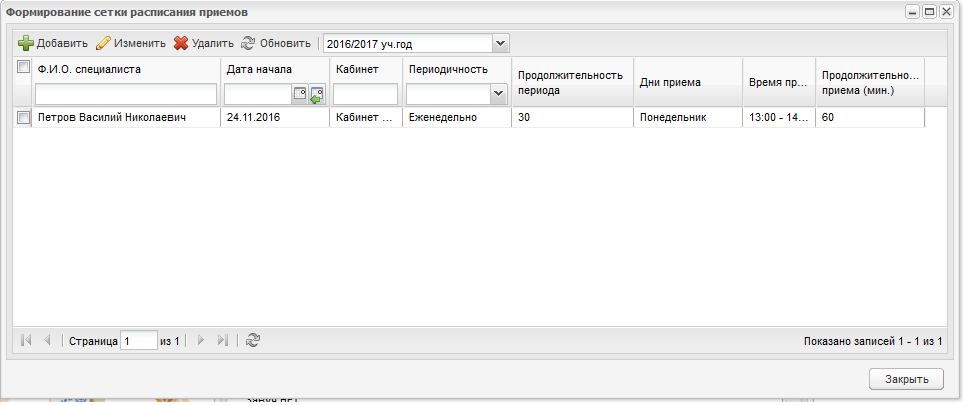 Формирование сетки расписания приемов
Добавить Изменить Удалить Обновить 2016/2017 уч.год
Ф.И.О. специалиста Дата начала Кабинет Периодичность Продолжительность периода Дни приема Время пр... Продолжительно... приема (мин.)
Петров Василий Николаевич 24.11.2016 Кабинет ... Еженедельно 30 Понедельник 13:00 - 14... 60
Страница 1 из 1 Показано записей 1 - 1 из 1
Закрыть